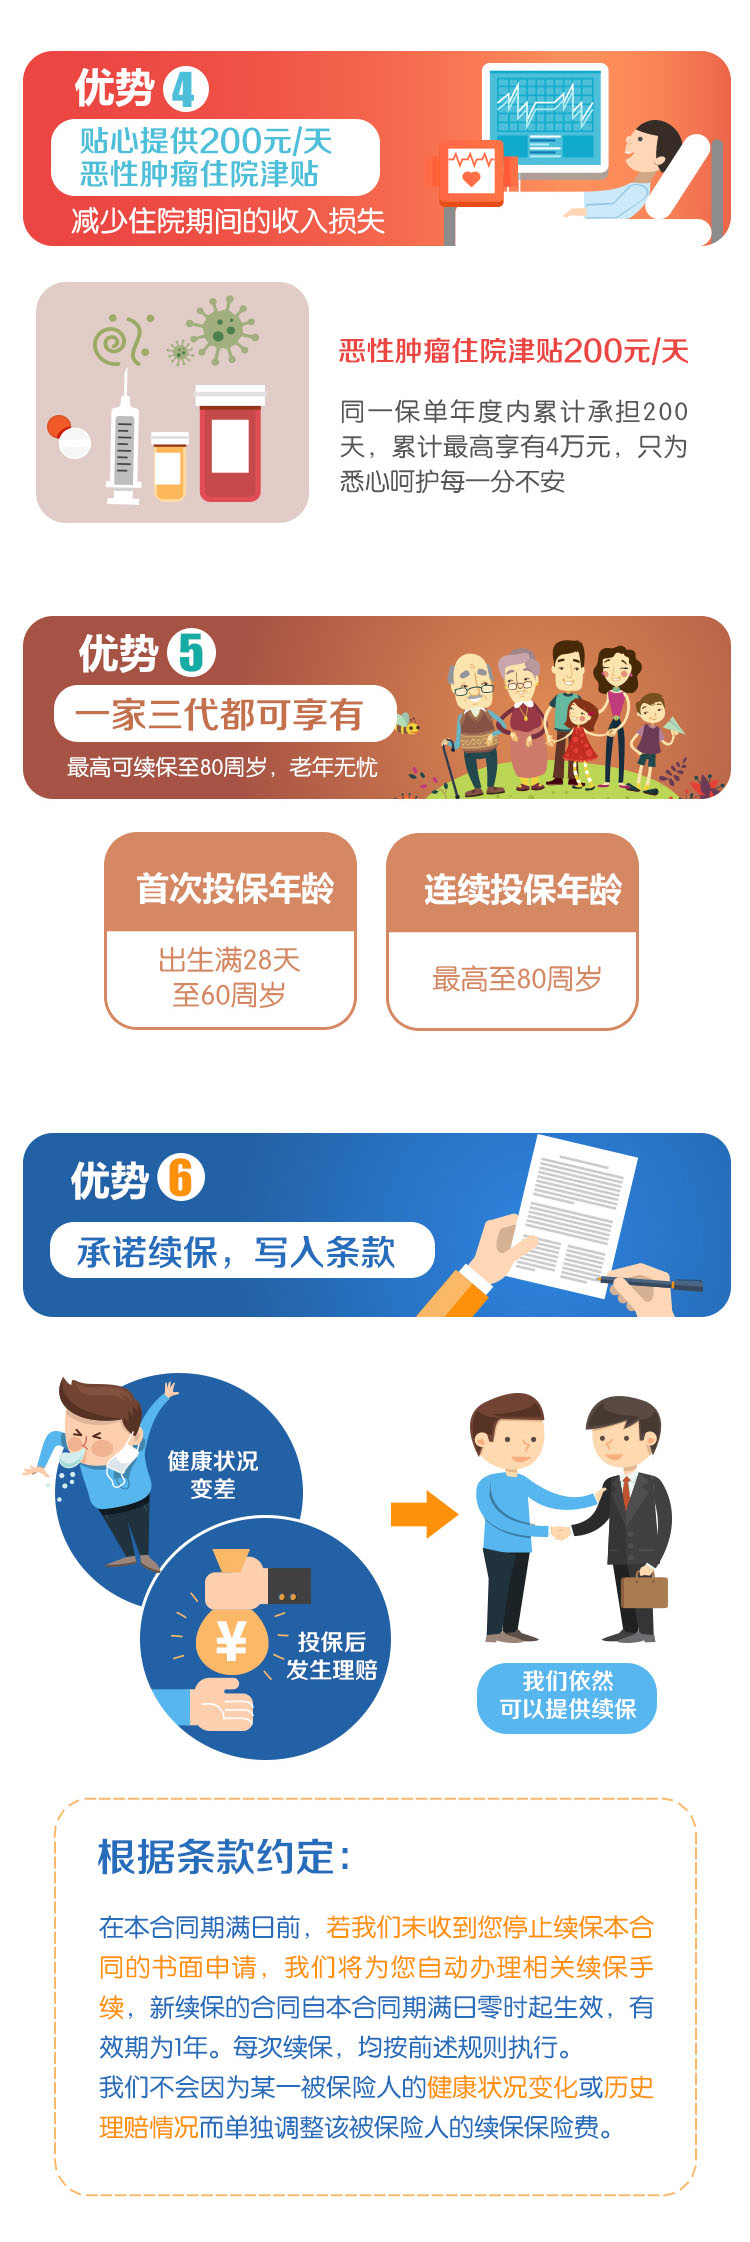 优势4
贴心提供200元/天
恶性肿瘤住院津贴
减少住院期间的收入损失
恶性肿瘤住院津贴200元/天
同一保单年度内累计承担200
天，累计最高享有4万元，只为
悉心呵护每一分不安
优势5
一家三代都可享有
最高可续保至80周岁，老年无忧
首次投保年龄
出生满28天
至60周岁
连续投保年龄
最高至80周岁
优势6
承诺续保，写入条款
健康状况
变差
¥
投保后
发生理赔
我们依然
可以提供续保
根据条款约定：
在本合同期满日前，若我们未收到您停止续保本合
同的书面申请，我们将为您自动办理相关续保手
续，新续保的合同自本合同期满日零时起生效，有
效期为1年。每次续保，均按前述规则执行。
我们不会因为某一被保险人的健康状况变化或历史
理赔情况而单独调整该被保险人的续保保险费。